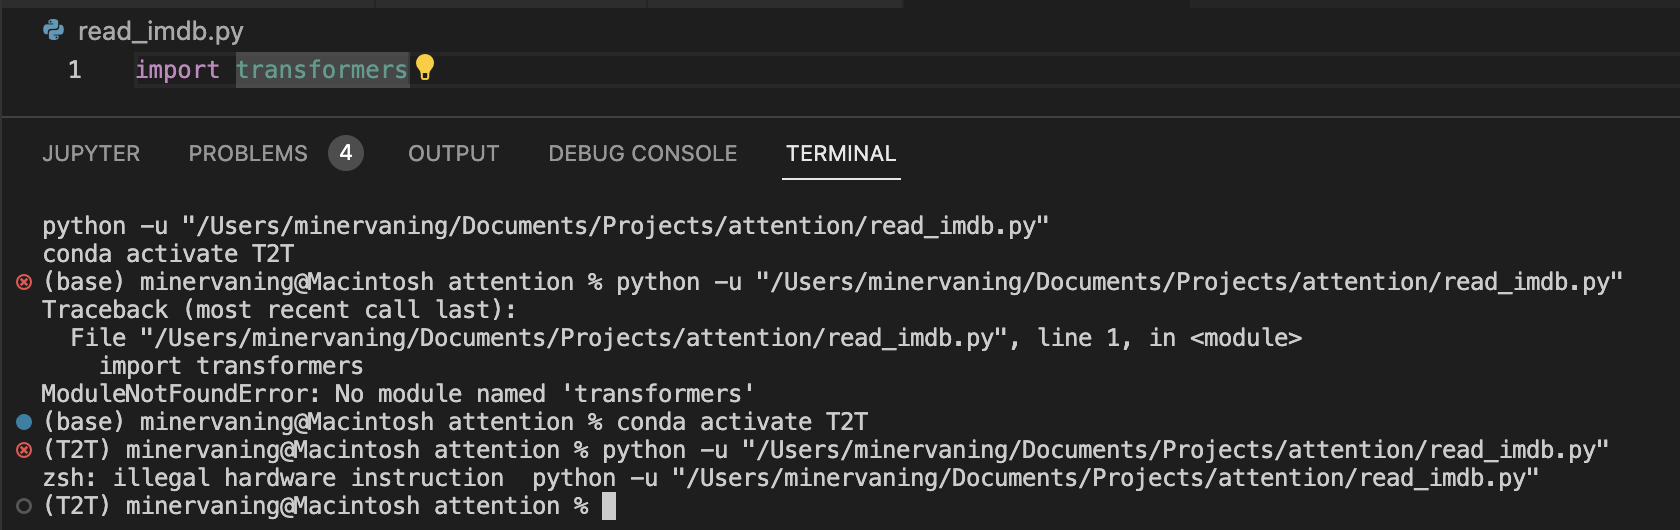 read_imdb.py
1 import transformers
JUPYTER PROBLEMS 4 OUTPUT DEBUG CONSOLE TERMINAL
python -u "/Users/minervaning/Documents/Projects/attention/read_imdb.py"
conda activate T2T
(base) minervaning@Macintosh attention % python -u "/Users/minervaning/Documents/Projects/attention/read_imdb.py"
Traceback (most recent call last):
  File "/Users/minervaning/Documents/Projects/attention/read_imdb.py", line 1, in <module>
    import transformers
ModuleNotFoundError: No module named 'transformers'
(base) minervaning@Macintosh attention % conda activate T2T
(T2T) minervaning@Macintosh attention % python -u "/Users/minervaning/Documents/Projects/attention/read_imdb.py"
zsh: illegal hardware instruction  python -u "/Users/minervaning/Documents/Projects/attention/read_imdb.py"
(T2T) minervaning@Macintosh attention %